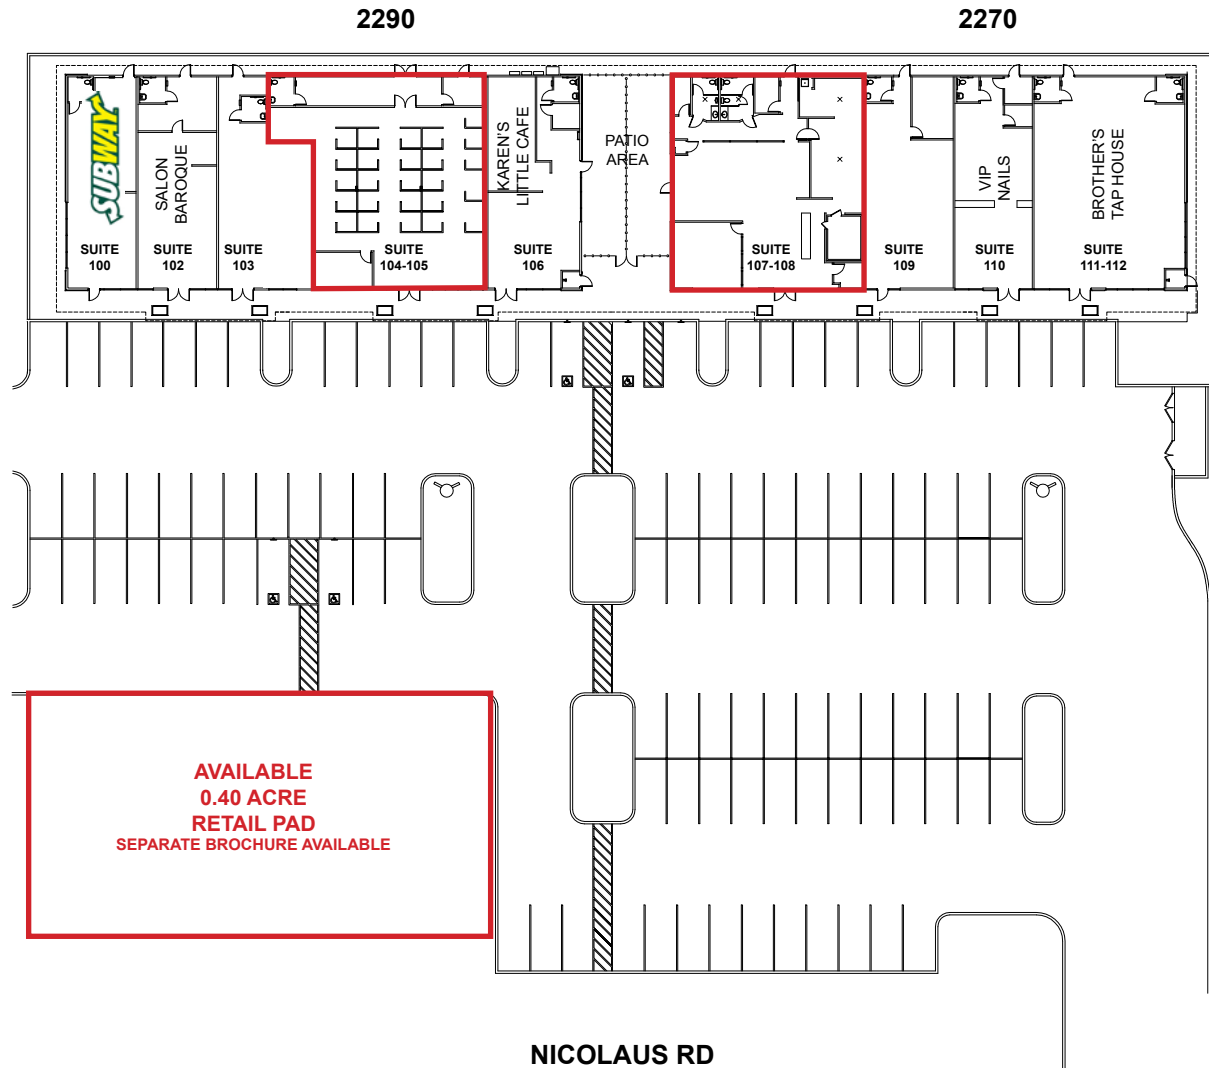 2290
2270
SUBWAY
SUITE
100
SALON
BAROQUE
SUITE
102
SUITE
103
SUITE
104-105
KAREN'S
LITTLE CAFE
SUITE
106
PATIO
AREA
SUITE
107-108
SUITE
109
VIP
NAILS
SUITE
110
BROTHER'S
TAP HOUSE
SUITE
111-112
AVAILABLE
0.40 ACRE
RETAIL PAD
SEPARATE BROCHURE AVAILABLE
NICOLAUS RD